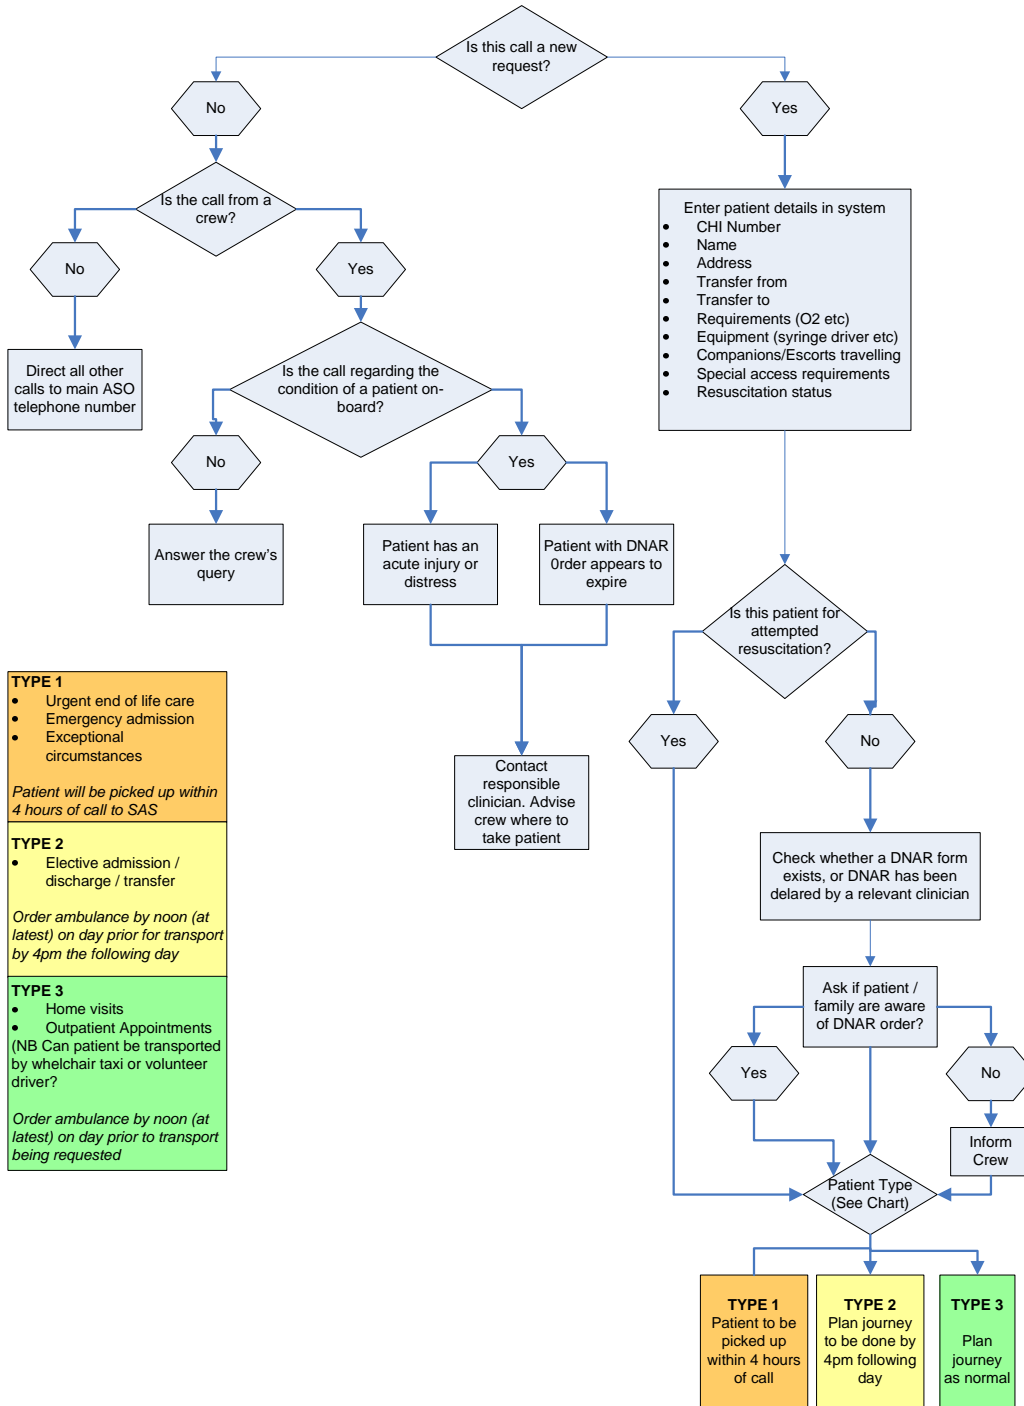 Is this call a new
request?
No
Yes
Is the call from a
crew?
No
Yes
Enter patient details in system
• CHI Number
• Name
• Address
• Transfer from
• Transfer to
• Requirements (O2 etc)
• Equipment (syringe driver etc)
• Companions/Escorts travelling
• Special access requirements
• Resuscitation status
Direct all other
calls to main ASO
telephone number
Is the call regarding the
condition of a patient on-
board?
No
Yes
Answer the crew's
query
Patient has an
acute injury or
distress
Patient with DNAR
0rder appears to
expire
Is this patient for
attempted
resuscitation?
Yes
No
Contact
responsible
clinician. Advise
crew where to
take patient
Check whether a DNAR form
exists, or DNAR has been
delared by a relevant clinician
Ask if patient /
family are aware
of DNAR order?
Yes
No
Inform
Crew
Patient Type
(See Chart)
TYPE 1
• Urgent end of life care
• Emergency admission
• Exceptional
circumstances
Patient will be picked up within
4 hours of call to SAS
TYPE 2
• Elective admission /
discharge / transfer
Order ambulance by noon (at
latest) on day prior for transport
by 4pm the following day
TYPE 3
• Home visits
• Outpatient Appointments
(NB Can patient be transported
by whelchair taxi or volunteer
driver?
Order ambulance by noon (at
latest) on day prior to transport
being requested
TYPE 1
Patient to be
picked up
within 4 hours
of call
TYPE 2
Plan journey
to be done by
4pm following
day
TYPE 3
Plan
journey
as normal